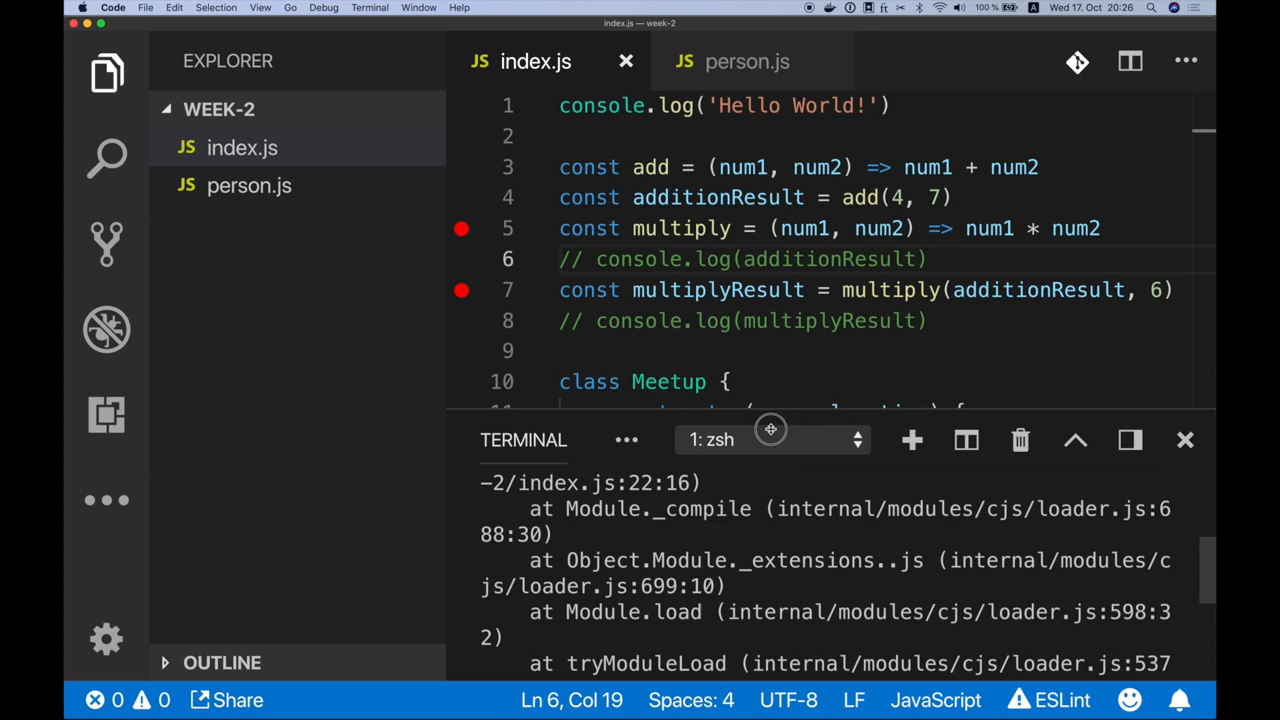 Code File Edit Selection View Go Debug Terminal Window Help 100 % A Wed 17. Oct 20:26
index.js — week-2
EXPLORER
WEEK-2
JS index.js
JS person.js
OUTLINE
JS index.js
JS person.js
1 console.log('Hello World!')
2
3 const add = (num1, num2) => num1 + num2
4 const additionResult = add(4, 7)
5 const multiply = (num1, num2) => num1 * num2
6 // console.log(additionResult)
7 const multiplyResult = multiply(additionResult, 6)
8 // console.log(multiplyResult)
9
10 class Meetup {
TERMINAL ••• 1: zsh
-2/index.js:22:16)
at Module._compile (internal/modules/cjs/loader.js:6
88:30)
at Object.Module._extensions..js (internal/modules/c
js/loader.js:699:10)
at Module.load (internal/modules/cjs/loader.js:598:3
2)
at tryModuleLoad (internal/modules/cjs/loader.js:537
0 0 Share Ln 6, Col 19 Spaces: 4 UTF-8 LF JavaScript ESLint